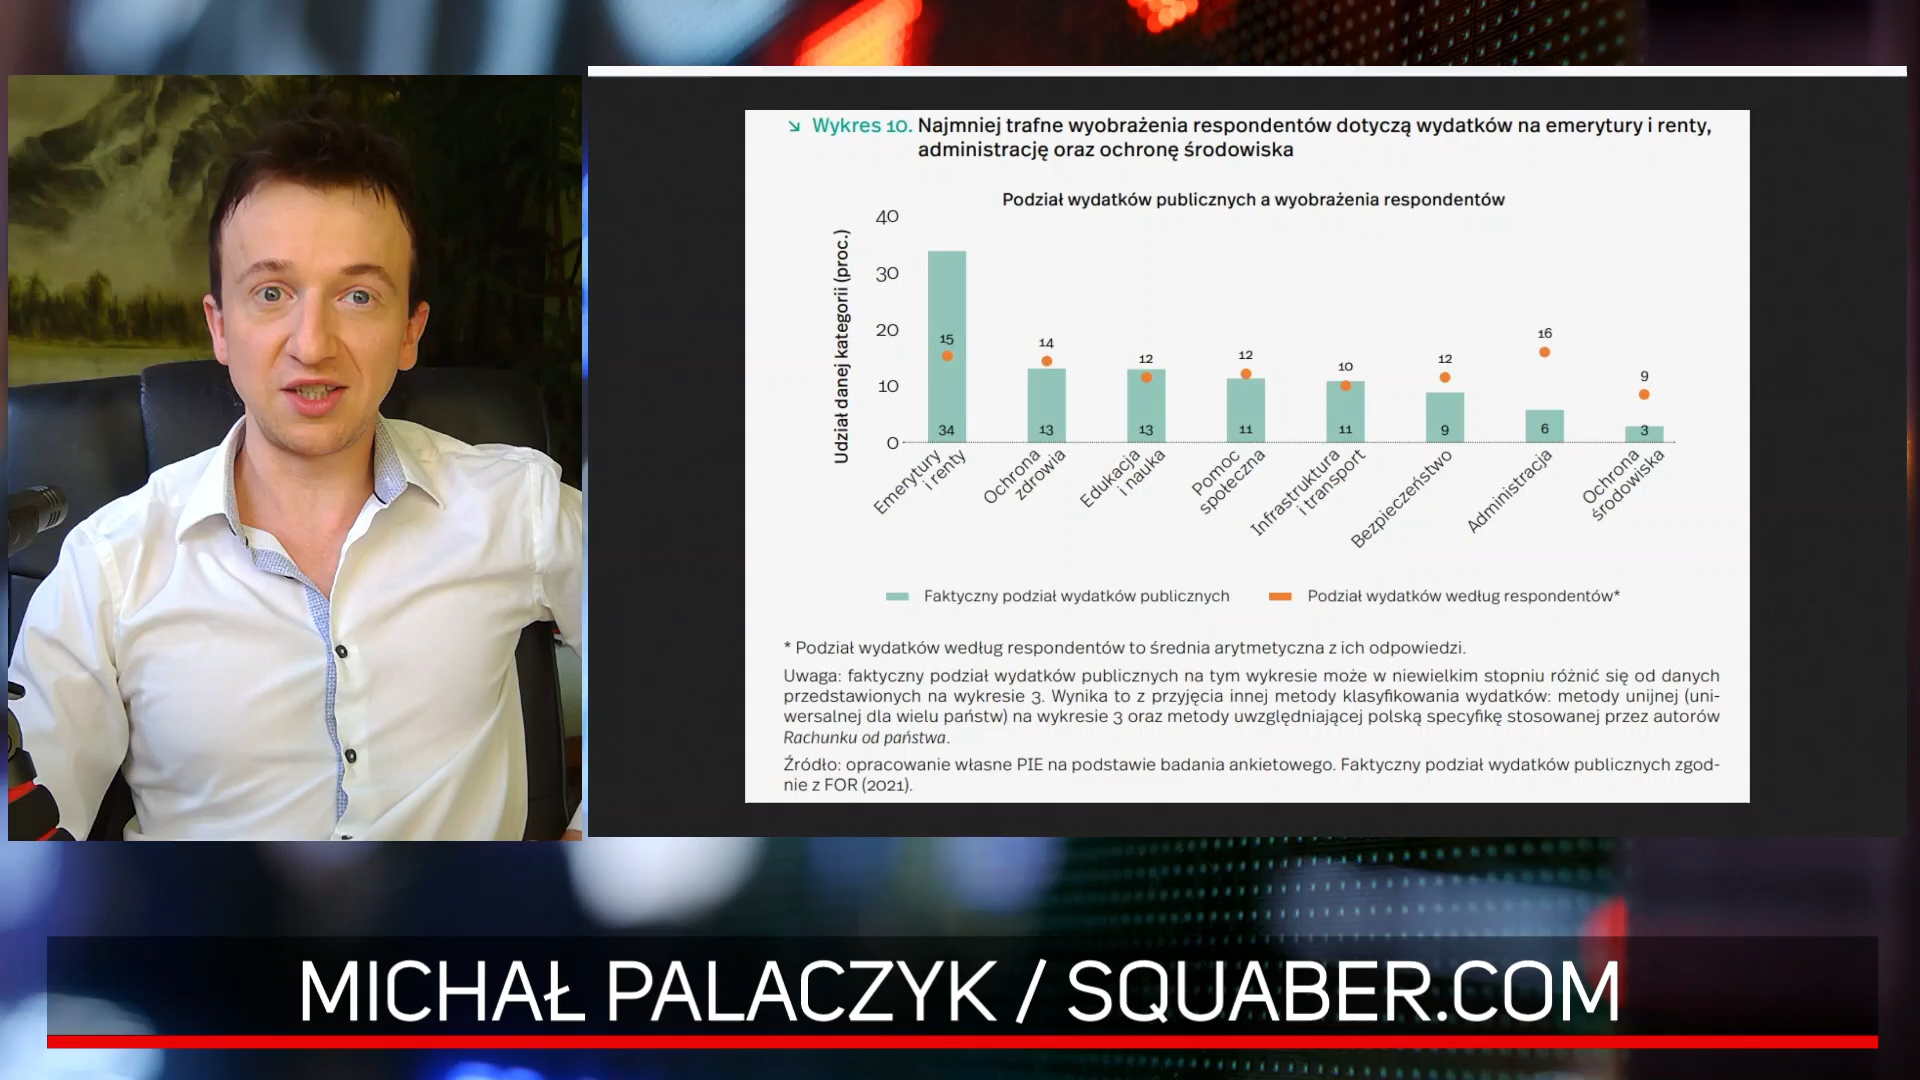 ↘ Wykres 10. Najmniej trafne wyobrażenia respondentów dotyczą wydatków na emerytury i renty,
administrację oraz ochronę środowiska
Podział wydatków publicznych a wyobrażenia respondentów
Udział danej kategorii (proc.)
40
30
20
10
0
15
14
12
12
10
12
16
9
34
13
13
11
11
9
6
3
Emerytury
i renty
Ochrona
zdrowia
Edukacja
i nauka
Pomoc
społeczna
Infrastruktura
i transport
Bezpieczeństwo
Administracja
Ochrona
środowiska
Faktyczny podział wydatków publicznych
Podział wydatków według respondentów*
* Podział wydatków według respondentów to średnia arytmetyczna z ich odpowiedzi.
Uwaga: faktyczny podział wydatków publicznych na tym wykresie może w niewielkim stopniu różnić się od danych
przedstawionych na wykresie 3. Wynika to z przyjęcia innej metody klasyfikowania wydatków: metody unijnej (uni-
wersalnej dla wielu państw) na wykresie 3 oraz metody uwzględniającej polską specyfikę stosowanej przez autorów
Rachunku od państwa.
Źródło: opracowanie własne PIE na podstawie badania ankietowego. Faktyczny podział wydatków publicznych zgod-
nie z FOR (2021).
MICHAŁ PALACZYK / SQUABER.COM